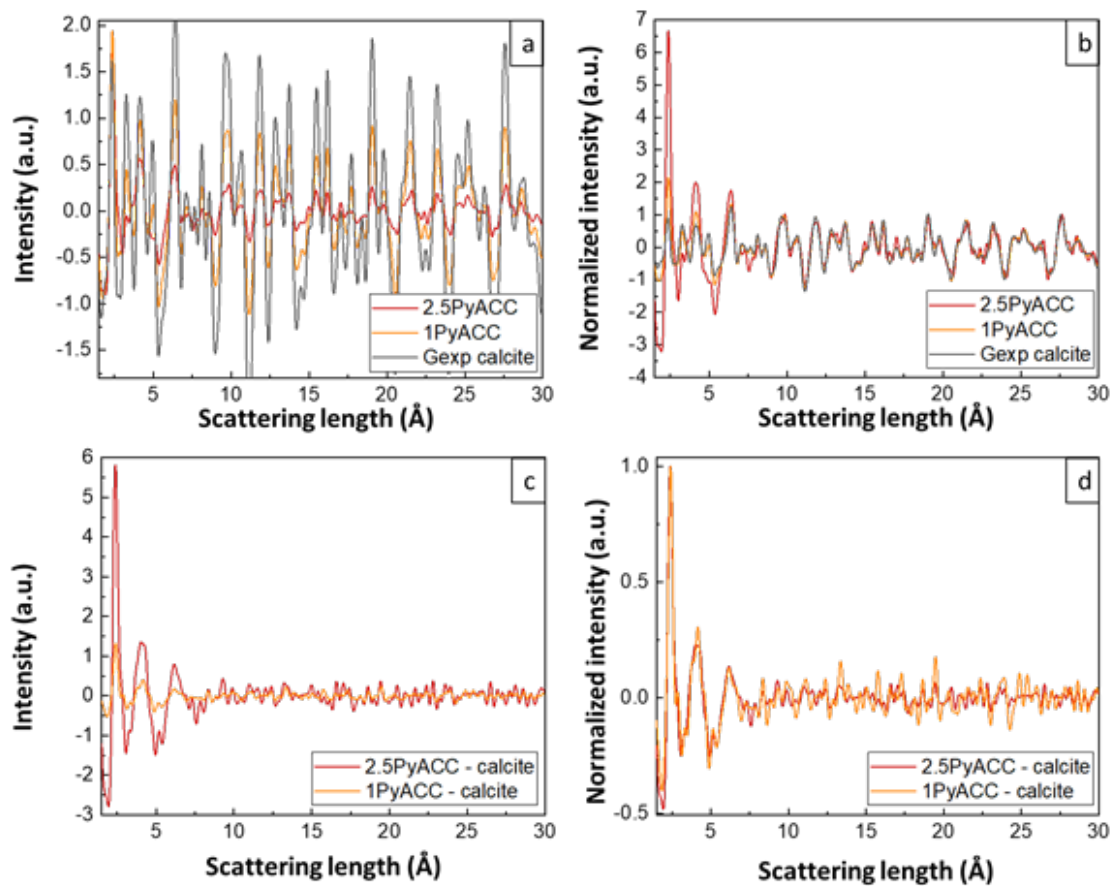 a
2.0
1.5
1.0
0.5
0.0
-0.5
-1.0
-1.5
Intensity (a.u.)
2.5PyACC
1PyACC
Gexp calcite
5 10 15 20 25 30
Scattering length (Å)
b
7
6
5
4
3
2
1
0
-1
-2
-3
-4
Normalized intensity (a.u.)
2.5PyACC
1PyACC
Gexp calcite
5 10 15 20 25 30
Scattering length (Å)
c
6
5
4
3
2
1
0
-1
-2
-3
Intensity (a.u.)
2.5PyACC - calcite
1PyACC - calcite
5 10 15 20 25 30
Scattering length (Å)
d
1.0
0.5
0.0
-0.5
Normalized intensity (a.u.)
2.5PyACC - calcite
1PyACC - calcite
5 10 15 20 25 30
Scattering length (Å)